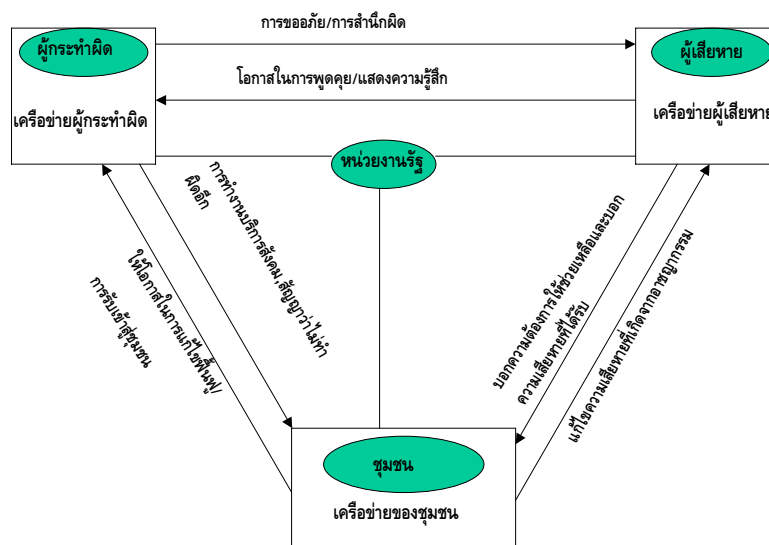 การขออภัย/การสำนึกผิด
ผู้กระทำผิด
ผู้เสียหาย
โอกาสในการพูดคุย/แสดงความรู้สึก
เครือข่ายผู้กระทำผิด
เครือข่ายผู้เสียหาย
หน่วยงานรัฐ
การทำงานบริการสังคม,สัญญาว่าไม่ทำ
ผิดอีก
ให้โอกาสในการแก้ไขฟื้นฟู/
การรับเข้าสู่ชุมชน
บอกความต้องการให้ช่วยเหลือและบอก
ความเสียหายที่ได้รับ
แก้ไขความเสียหายที่เกิดจากอาชญากรรม
ชุมชน
เครือข่ายของชุมชน